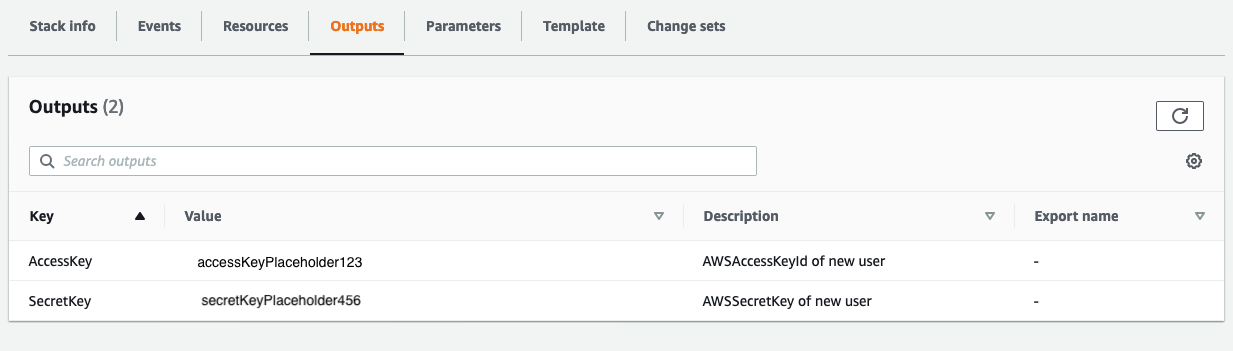 Stack info Events Resources Outputs Parameters Template Change sets
Outputs (2)
Search outputs
Key Value Description Export name
AccessKey accessKeyPlaceholder123 AWSAccessKeyId of new user -
SecretKey secretKeyPlaceholder456 AWSSecretKey of new user -